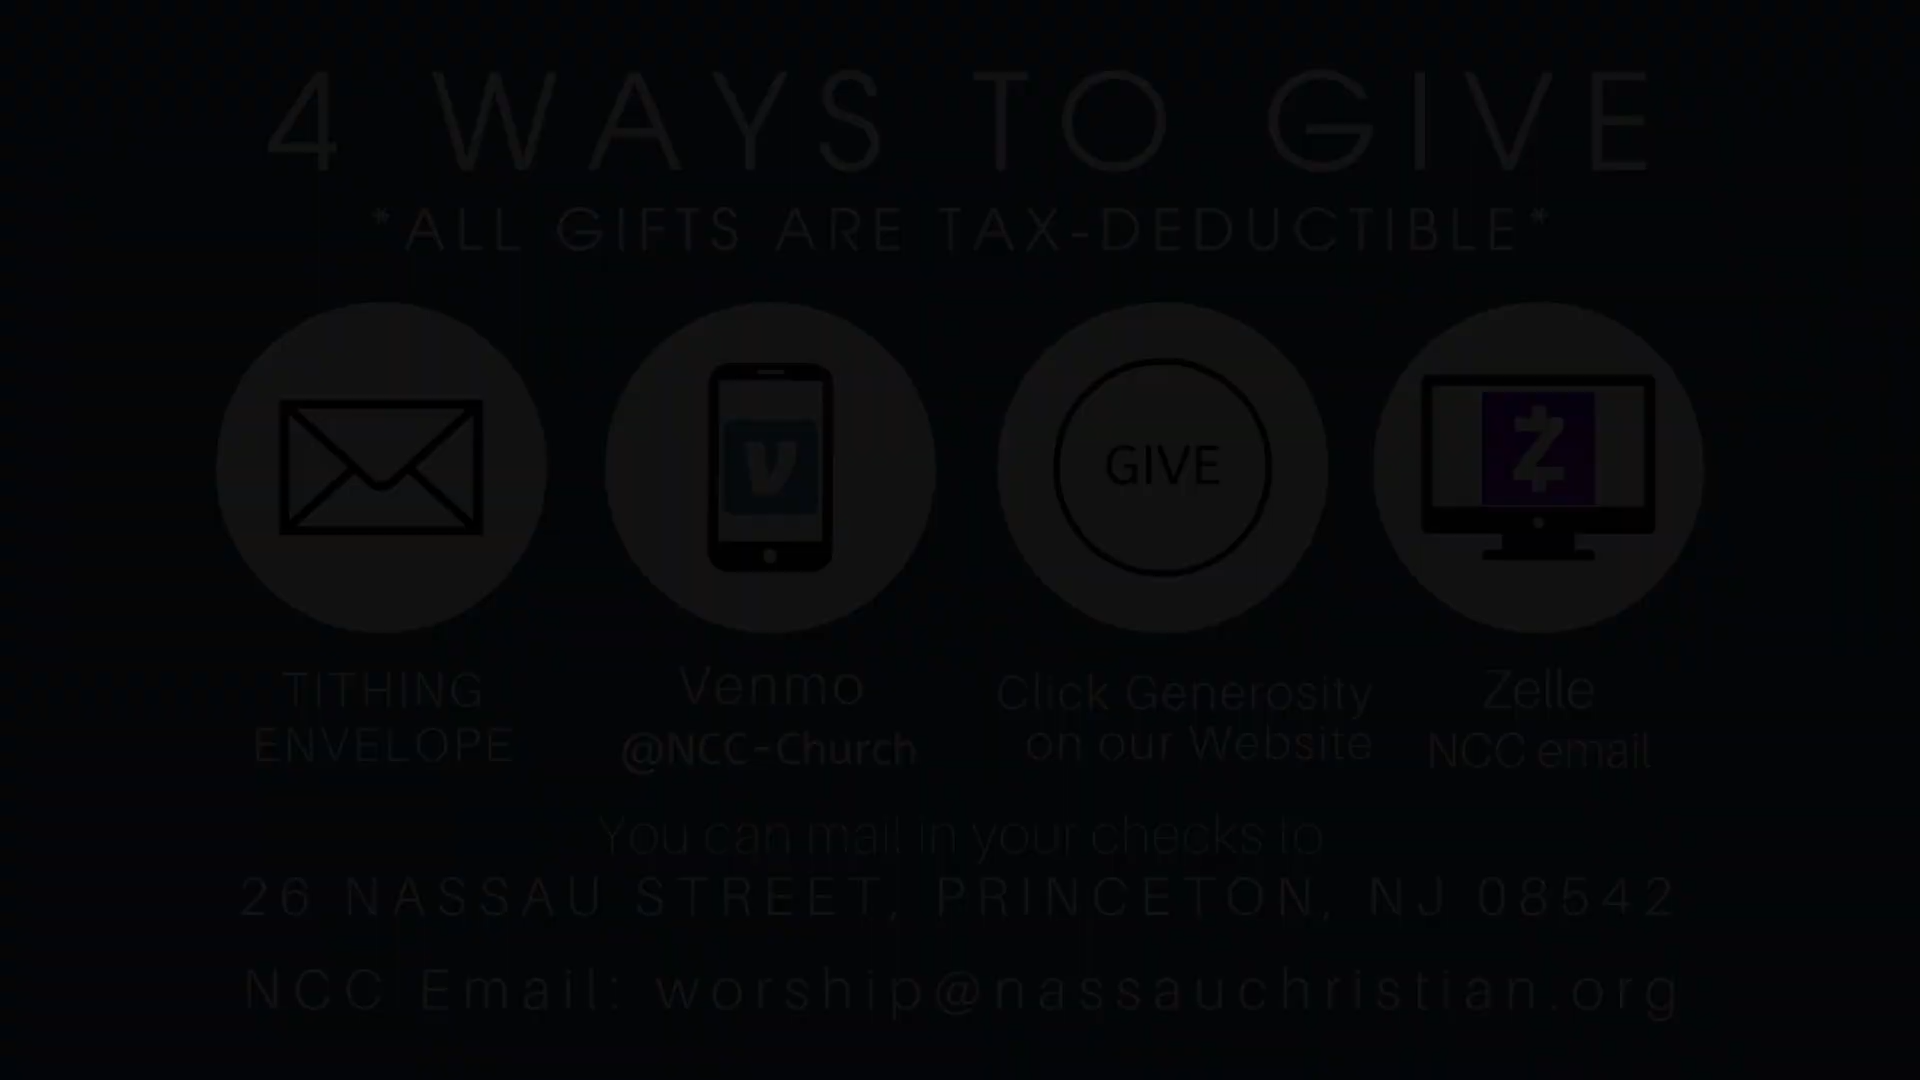 4 WAYS TO GIVE
*ALL GIFTS ARE TAX-DEDUCTIBLE*
GIVE
TITHING
ENVELOPE
Venmo
@NCC-Church
Click Generosity
on our Website
Zelle
NCC email
You can mail in your checks to
26 NASSAU STREET, PRINCETON, NJ 08542
NCC Email: worship@nassauchristian.org